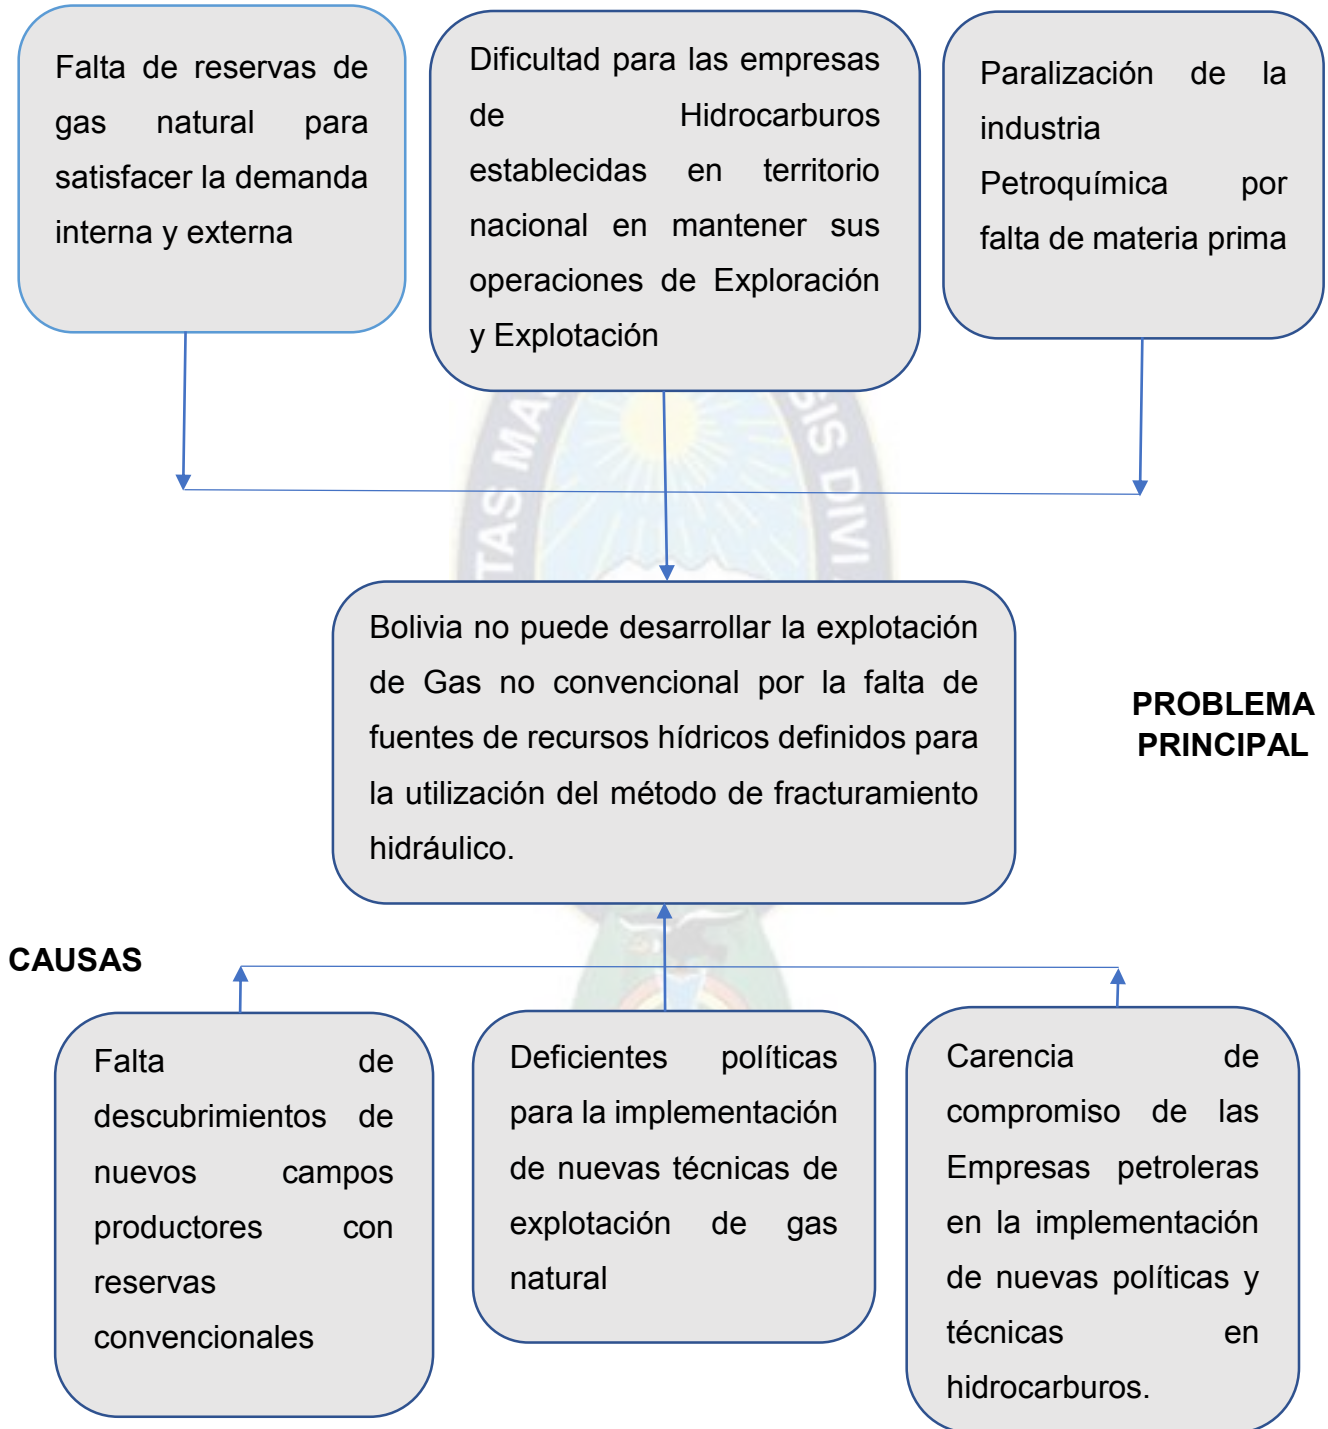 Falta de reservas de
gas natural para
satisfacer la demanda
interna y externa
Dificultad para las empresas
de Hidrocarburos
establecidas en territorio
nacional en mantener sus
operaciones de Exploración
y Explotación
Paralización de la
industria
Petroquímica por
falta de materia prima
TAS MA
SIS DIVI
Bolivia no puede desarrollar la explotación
de Gas no convencional por la falta de
fuentes de recursos hídricos definidos para
la utilización del método de fracturamiento
hidráulico.
PROBLEMA
PRINCIPAL
CAUSAS
Falta de
descubrimientos de
nuevos campos
productores con
reservas
convencionales
Deficientes políticas
para la implementación
de nuevas técnicas de
explotación de gas
natural
Carencia de
compromiso de las
Empresas petroleras
en la implementación
de nuevas políticas y
técnicas en
hidrocarburos.